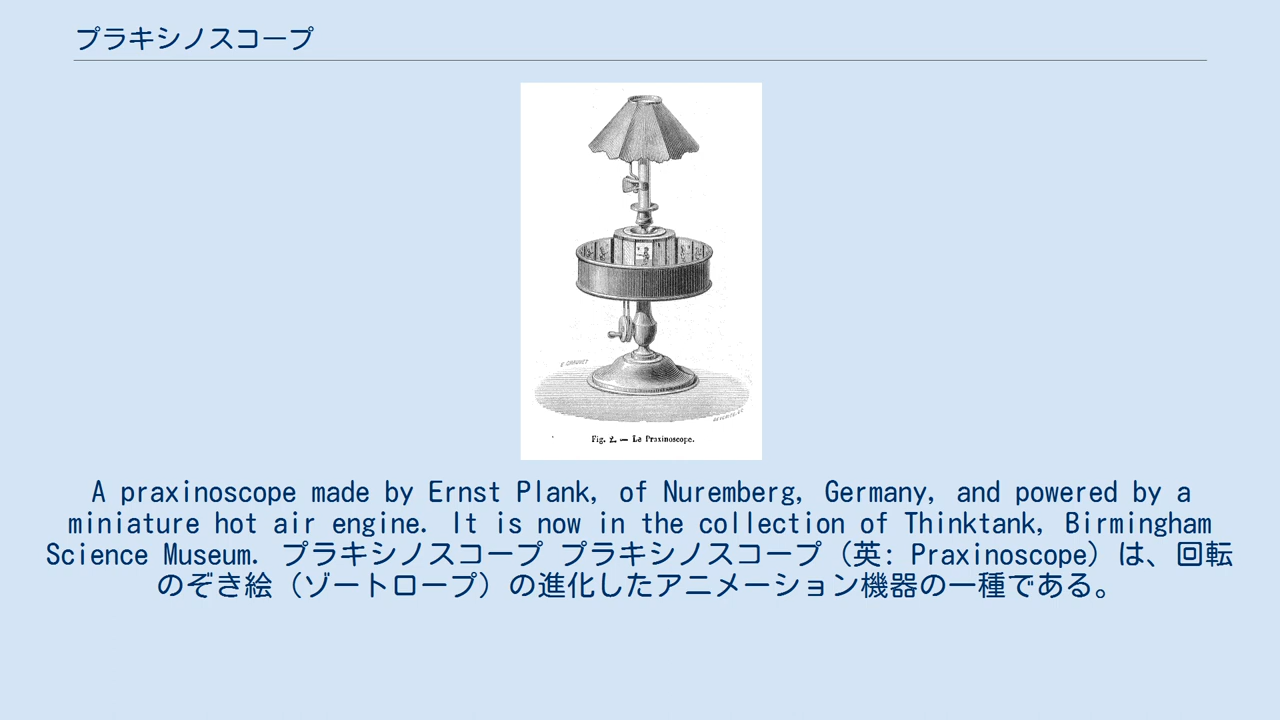 プラキシノスコープ
E CHAUVET
Fig. 2. — Le Praxinoscope.
A praxinoscope made by Ernst Plank, of Nuremberg, Germany, and powered by a
miniature hot air engine. It is now in the collection of Thinktank, Birmingham
Science Museum. プラキシノスコープ プラキシノスコープ（英: Praxinoscope）は、回転
のぞき絵（ゾートロープ）の進化したアニメーション機器の一種である。